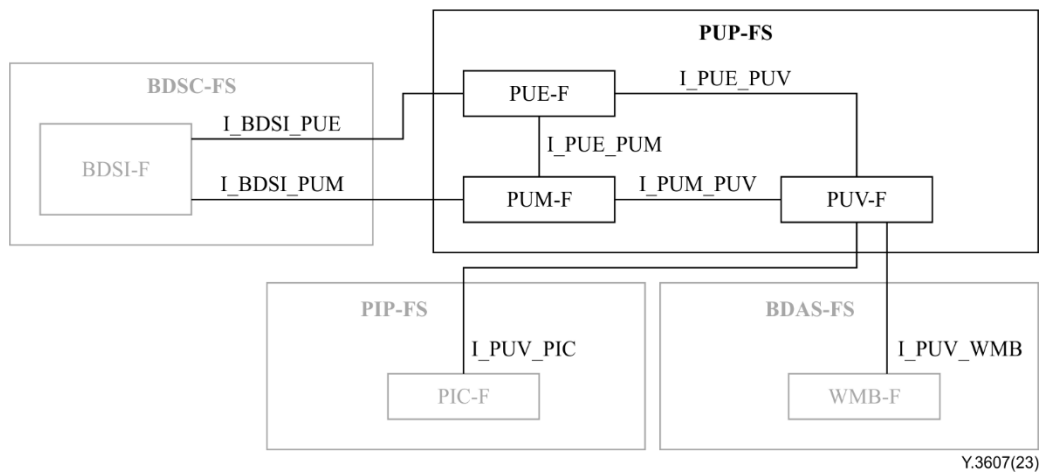 PUP-FS
BDSC-FS
PUE-F
I_PUE_PUV
I_BDSI_PUE
I_PUE_PUM
BDSI-F
I_BDSI_PUM
PUM-F
I_PUM_PUV
PUV-F
PIP-FS
BDAS-FS
I_PUV_PIC
I_PUV_WMB
PIC-F
WMB-F
Y.3607(23)